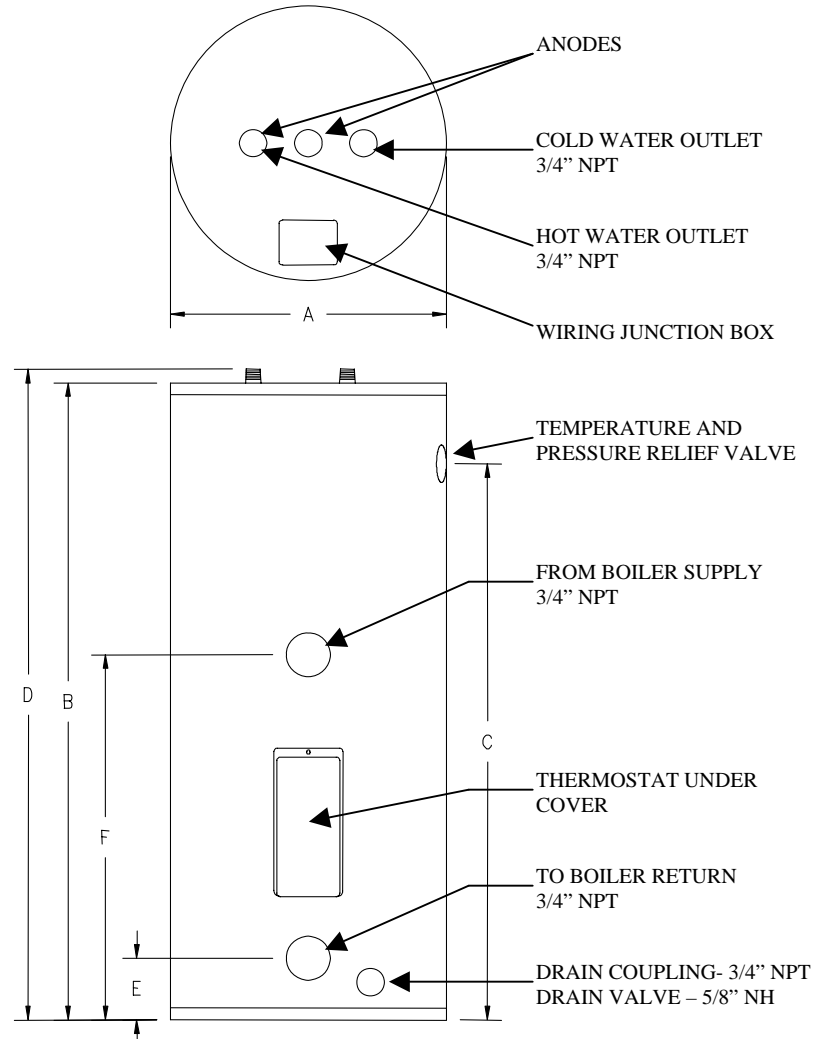 ANODES
COLD WATER OUTLET
3/4” NPT
HOT WATER OUTLET
3/4” NPT
A
WIRING JUNCTION BOX
TEMPERATURE AND
PRESSURE RELIEF VALVE
FROM BOILER SUPPLY
3/4” NPT
D
B
C
THERMOSTAT UNDER
COVER
F
TO BOILER RETURN
3/4” NPT
E
DRAIN COUPLING- 3/4” NPT
DRAIN VALVE – 5/8” NH